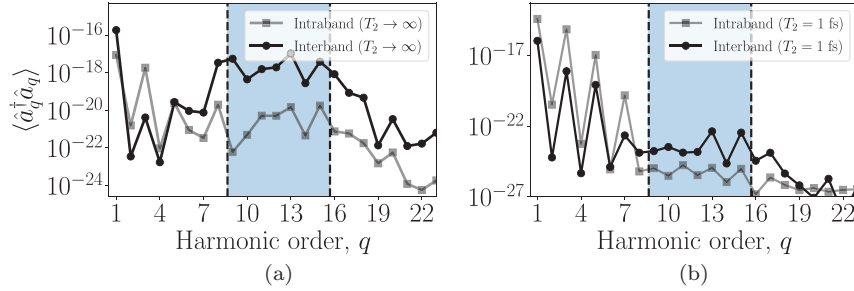 Intraband (T₂ → ∞)
Interband (T₂ → ∞)
10⁻¹⁶
10⁻¹⁸
10⁻²⁰
10⁻²²
10⁻²⁴
⟨â†_q â_q⟩
1 4 7 10 13 16 19 22
Harmonic order, q
(a)
Intraband (T₂ = 1 fs)
Interband (T₂ = 1 fs)
10⁻¹⁷
10⁻²²
10⁻²⁷
1 4 7 10 13 16 19 22
Harmonic order, q
(b)